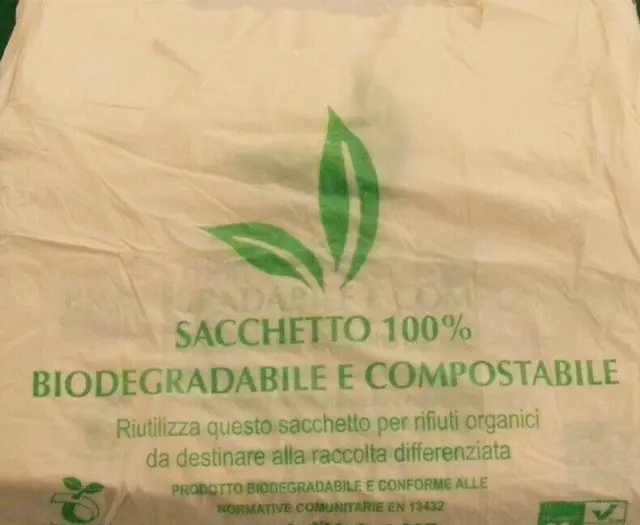 SACCHETTO 100%
BIODEGRADABILE E COMPOSTABILE
Riutilizza questo sacchetto per rifiuti organici
da destinare alla raccolta differenziata
PRODOTTO BIODEGRADABILE E CONFORME ALLE
NORMATIVE COMUNITARIE EN 13432